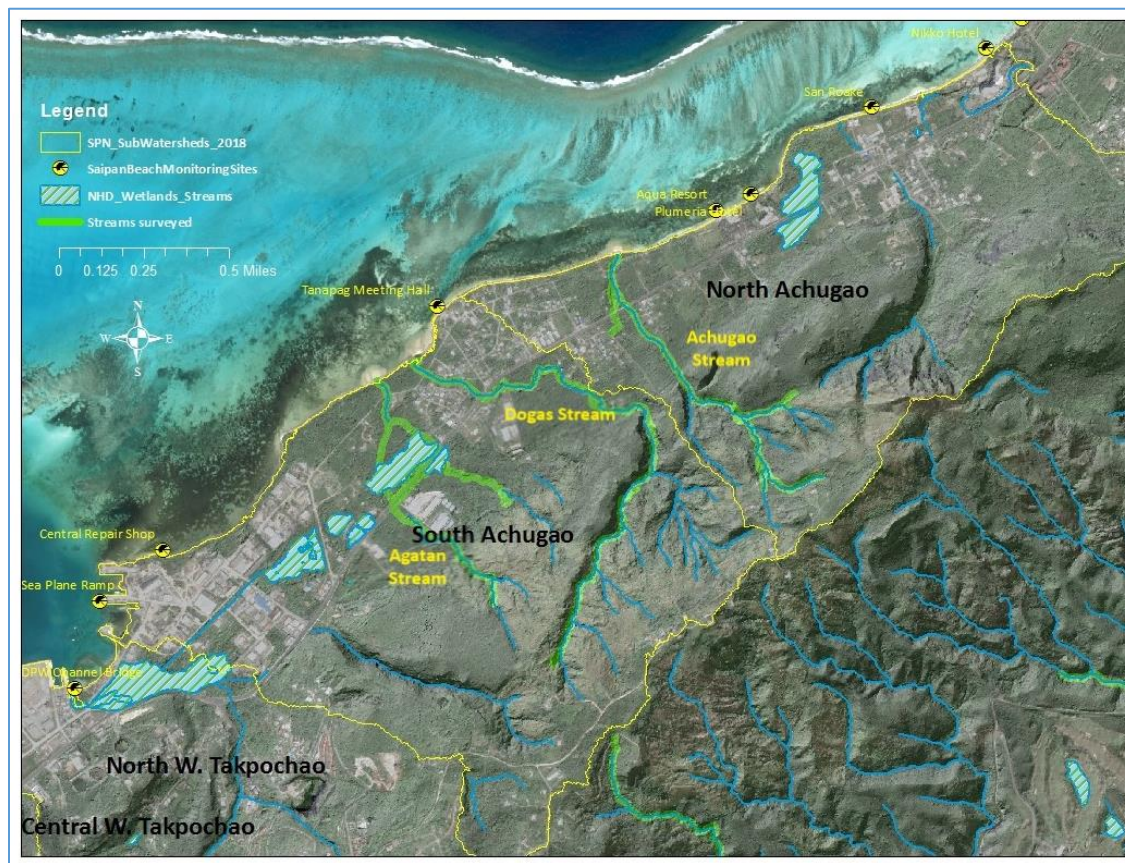 Nikko Hotel
San Roake
Legend
SPN_SubWatersheds_2018
SaipanBeachMonitoringSites
NHD_Wetlands_Streams
Streams surveyed
0 0.125 0.25 0.5 Miles
N
W E
S
Aqua Resort
Plumeria Hotel
Tanapag Meeting Hall
North Achugao
Achugao
Stream
Dogas Stream
South Achugao
Agatan
Stream
Central Repair Shop
Sea Plane Ramp
DPW Channel Bridge
North W. Takpochao
Central W. Takpochao